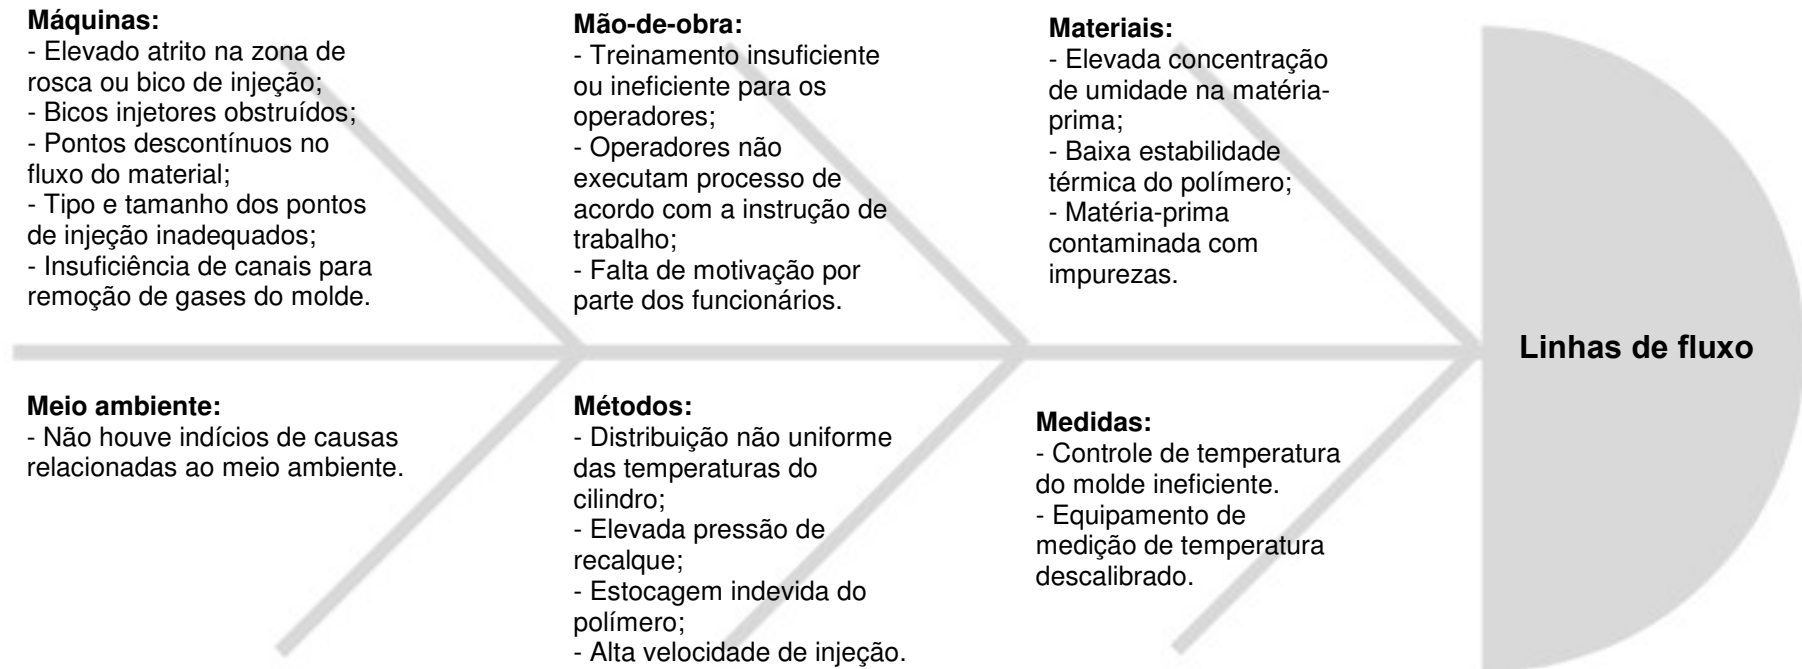 Máquinas:
- Elevado atrito na zona de
rosca ou bico de injeção;
- Bicos injetores obstruídos;
- Pontos descontínuos no
fluxo do material;
- Tipo e tamanho dos pontos
de injeção inadequados;
- Insuficiência de canais para
remoção de gases do molde.
Mão-de-obra:
- Treinamento insuficiente
ou ineficiente para os
operadores;
- Operadores não
executam processo de
acordo com a instrução de
trabalho;
- Falta de motivação por
parte dos funcionários.
Materiais:
- Elevada concentração
de umidade na matéria-
prima;
- Baixa estabilidade
térmica do polímero;
- Matéria-prima
contaminada com
impurezas.
Linhas de fluxo
Meio ambiente:
- Não houve indícios de causas
relacionadas ao meio ambiente.
Métodos:
- Distribuição não uniforme
das temperaturas do
cilindro;
- Elevada pressão de
recalque;
- Estocagem indevida do
polímero;
- Alta velocidade de injeção.
Medidas:
- Controle de temperatura
do molde ineficiente.
- Equipamento de
medição de temperatura
descalibrado.